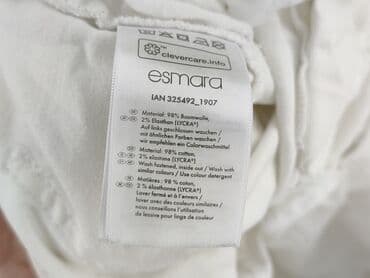 clevercare.info
esmara
IAN 325492_1907
Material: 98% Baumwolle,
2% Elasthan (LYCRA®)
Auf links geschlossen waschen /
mit ähnlichen Farben waschen /
wir empfehlen ein Colorwaschmittel
Material: 98% cotton,
2% elastane (LYCRA®)
Wash fastened, inside out / Wash with
similar colours / Use colour detergent
Matières: 98 % coton,
2% élasthanne (LYCRA®)
Laver fermé et à l'envers /
laver avec des couleurs similaires /
nous conseillons l'utilisation
de lessive pour linge de couleur